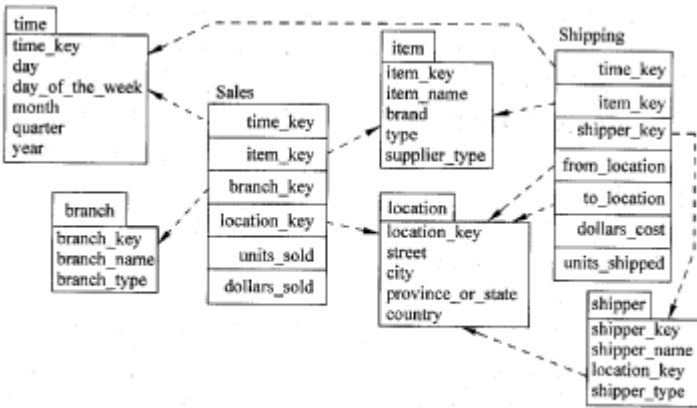 time
time_key
day
day_of_the_week
month
quarter
year
Sales
time_key
item_key
branch_key
location_key
units_sold
dollars_sold
branch
branch_key
branch_name
branch_type
item
item_key
item_name
brand
type
supplier_type
location
location_key
street
city
province_or_state
country
Shipping
time_key
item_key
shipper_key
from_location
to_location
dollars_cost
units_shipped
shipper
shipper_key
shipper_name
location_key
shipper_type